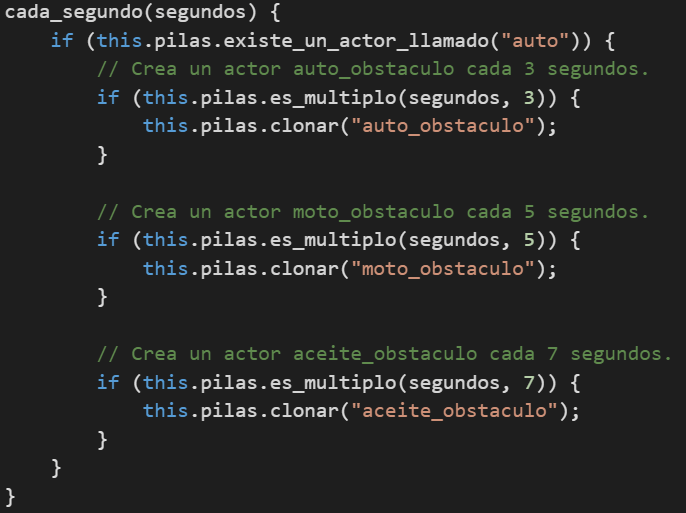 cada_segundo(segundos) {
    if (this.pilas.existe_un_actor_llamado("auto")) {
        // Crea un actor auto_obstaculo cada 3 segundos.
        if (this.pilas.es_multiplo(segundos, 3)) {
            this.pilas.clonar("auto_obstaculo");
        }

        // Crea un actor moto_obstaculo cada 5 segundos.
        if (this.pilas.es_multiplo(segundos, 5)) {
            this.pilas.clonar("moto_obstaculo");
        }

        // Crea un actor aceite_obstaculo cada 7 segundos.
        if (this.pilas.es_multiplo(segundos, 7)) {
            this.pilas.clonar("aceite_obstaculo");
        }
    }
}